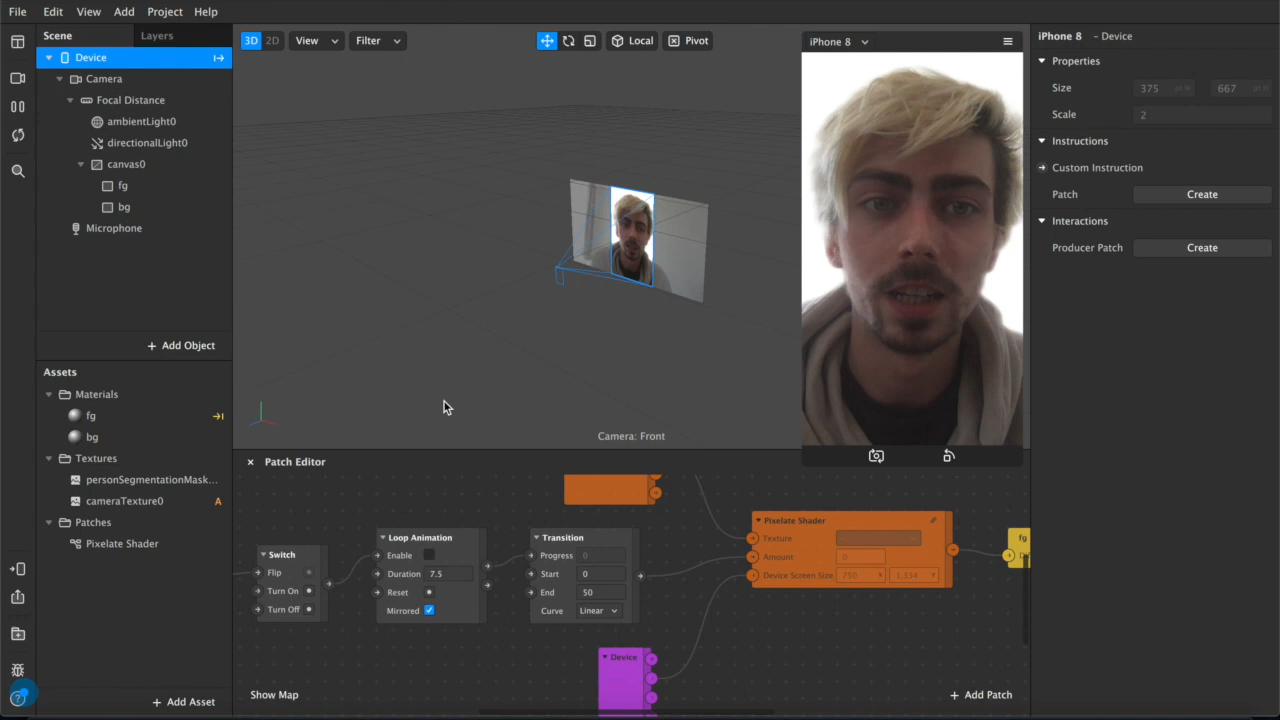 File Edit View Add Project Help
Scene Layers
Device
Camera
Focal Distance
ambientLight0
directionalLight0
canvas0
fg
bg
Microphone
+ Add Object
Assets
Materials
fg
bg
Textures
personSegmentationMask...
cameraTexture0 A
Patches
Pixelate Shader
+ Add Asset
3D 2D View Filter Local Pivot
Camera: Front
iPhone 8
Patch Editor
Switch
Flip
Turn On
Turn Off
Loop Animation
Enable
Duration 7.5
Reset
Mirrored
Transition
Progress 0
Start 0
End 50
Curve Linear
Device
Pixelate Shader
Texture
Amount 0
Device Screen Size 750 X 1,334 Y
fg
Show Map
+ Add Patch
iPhone 8 - Device
Properties
Size 375 667
Scale 2
Instructions
Custom Instruction
Patch Create
Interactions
Producer Patch Create